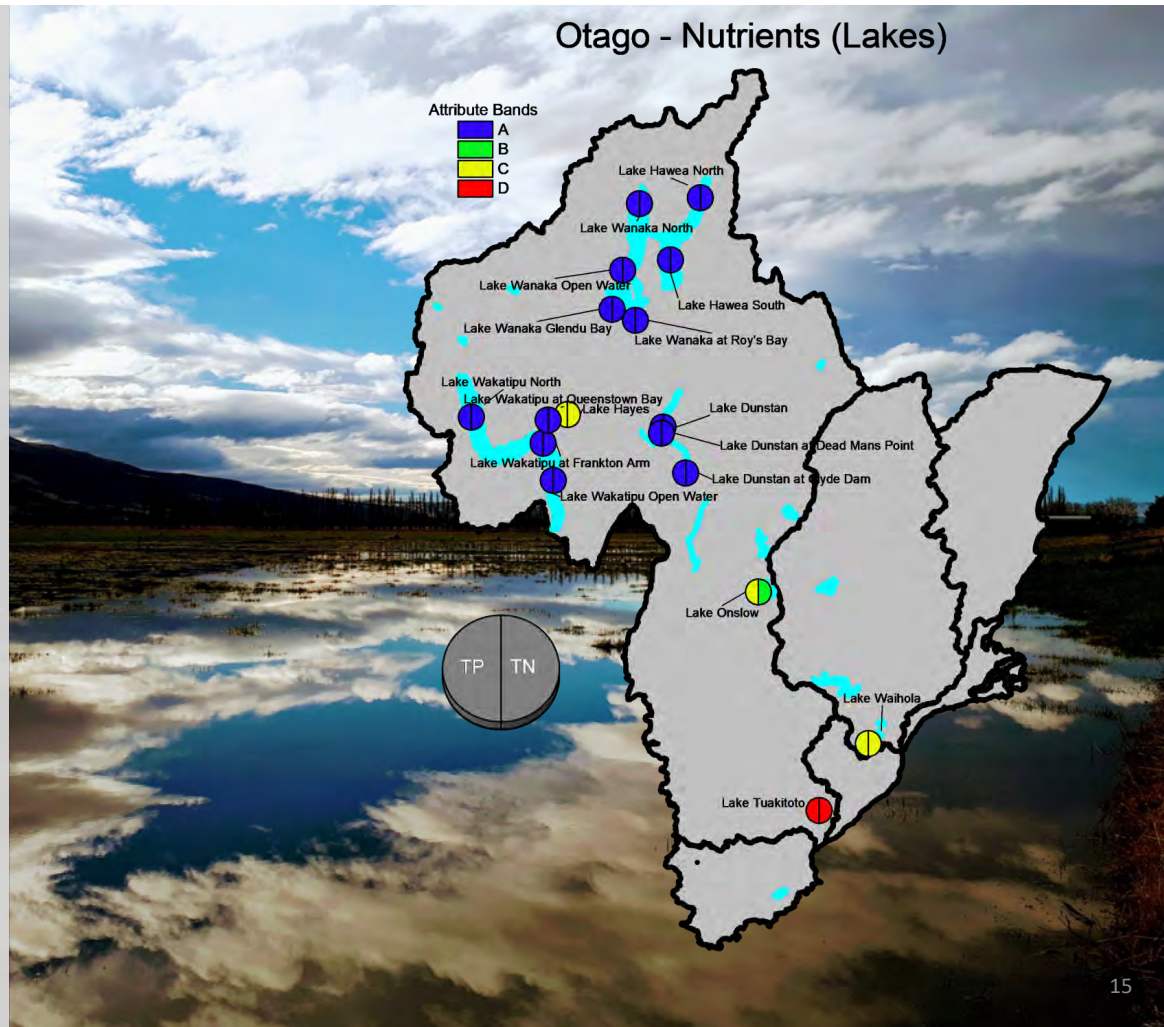 Otago - Nutrients (Lakes)
Attribute Bands
A
B
C
D
Lake Hawea North
Lake Wanaka North
Lake Wanaka Open Water
Lake Hawea South
Lake Wanaka Glendu Bay
Lake Wanaka at Roy's Bay
Lake Wakatipu North
Lake Wakatipu at Queenstown Bay
Lake Hayes
Lake Dunstan
Lake Dunstan at Dead Mans Point
Lake Wakatipu at Frankton Arm
Lake Dunstan at Clyde Dam
Lake Wakatipu Open Water
Lake Onslow
TP TN
Lake Waihola
Lake Tuakitoto
15